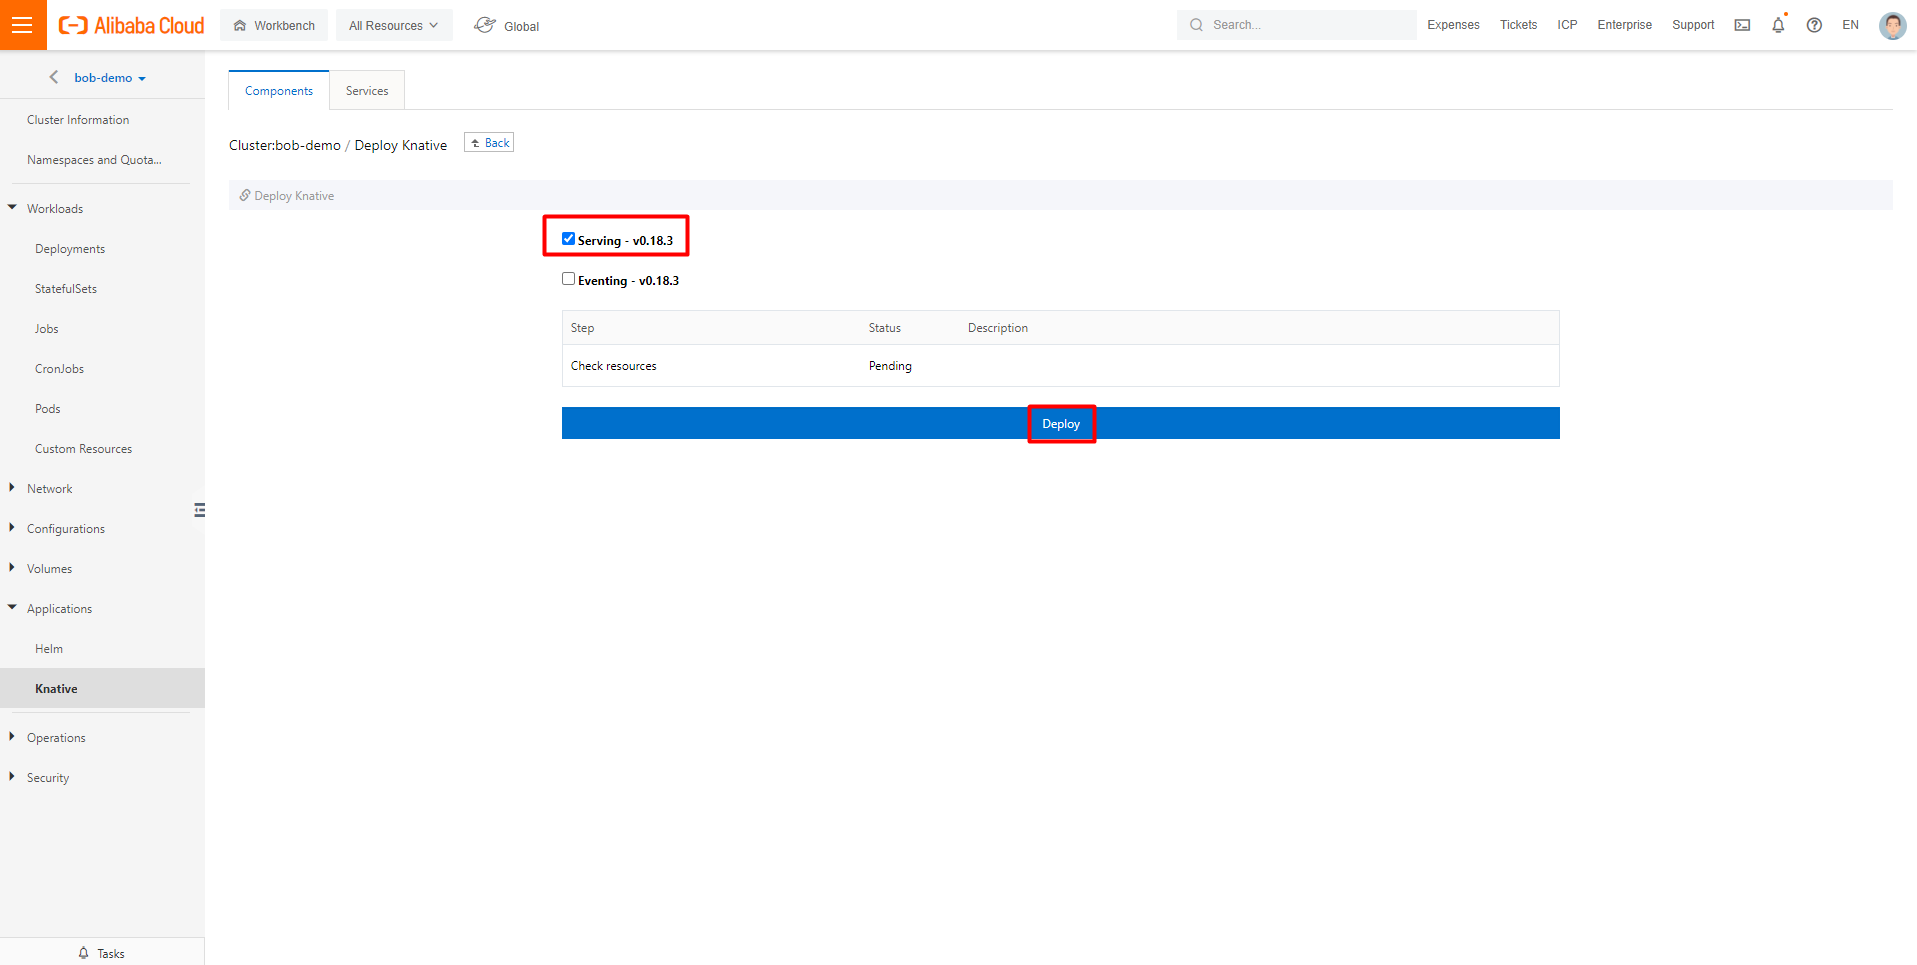 Alibaba Cloud
Workbench
All Resources
Global
Search...
Expenses
Tickets
ICP
Enterprise
Support
EN
bob-demo
Cluster Information
Namespaces and Quota...
Workloads
Deployments
StatefulSets
Jobs
CronJobs
Pods
Custom Resources
Network
Configurations
Volumes
Applications
Helm
Knative
Operations
Security
Tasks
Components
Services
Cluster:bob-demo / Deploy Knative
Back
Deploy Knative
Serving - v0.18.3
Eventing - v0.18.3
Step Status Description
Check resources Pending
Deploy